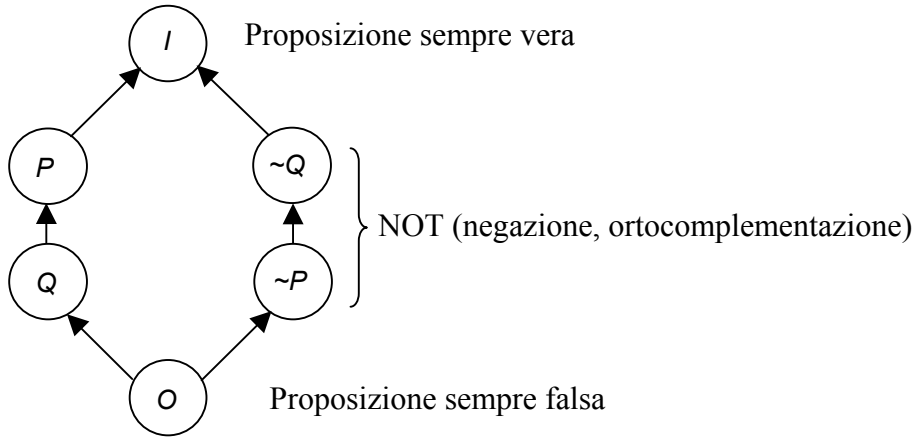 I Proposizione sempre vera
P ~Q
NOT (negazione, ortocomplementazione)
Q ~P
O Proposizione sempre falsa